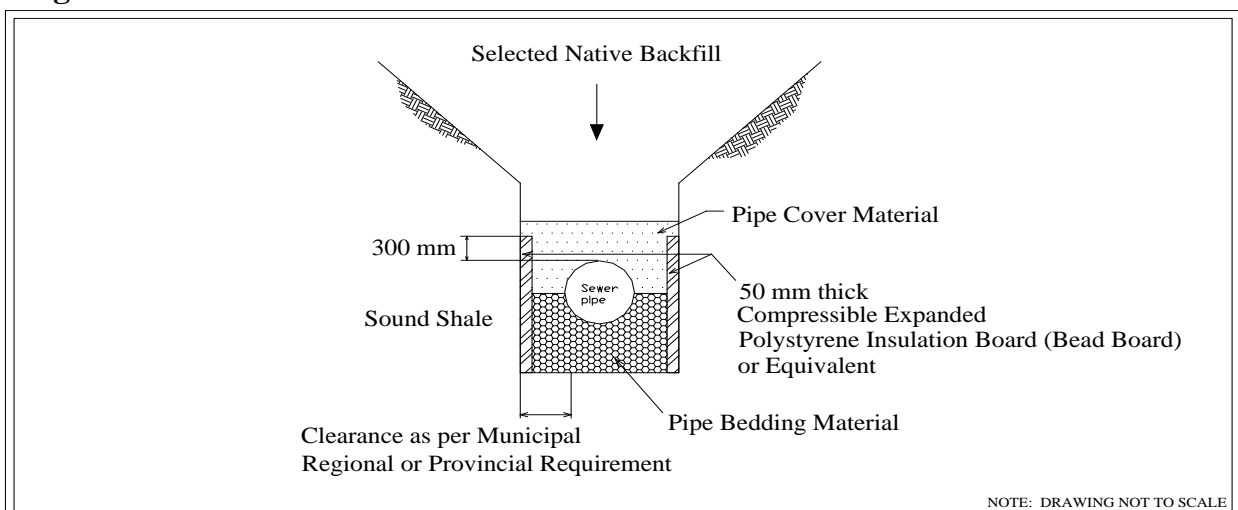 Selected Native Backfill
Pipe Cover Material
300 mm
Sewer
pipe
50 mm thick
Compressible Expanded
Polystyrene Insulation Board (Bead Board)
or Equivalent
Sound Shale
Pipe Bedding Material
Clearance as per Municipal
Regional or Provincial Requirement
NOTE: DRAWING NOT TO SCALE